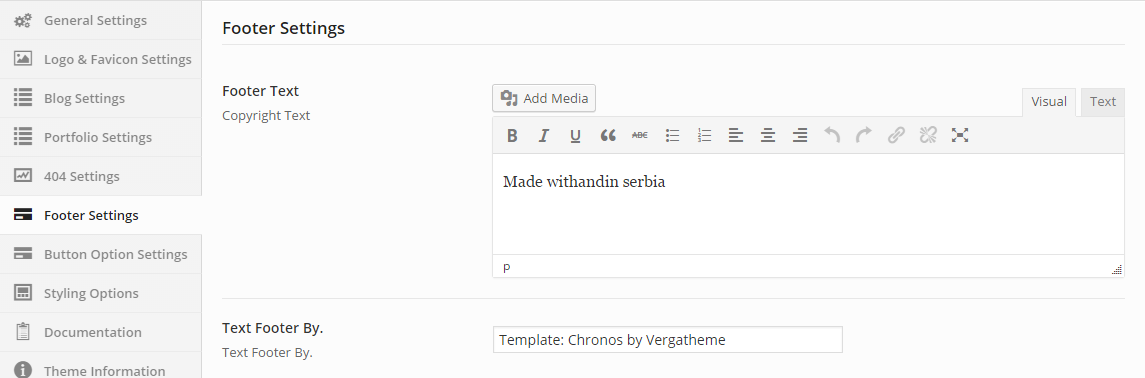 General Settings
Logo & Favicon Settings
Blog Settings
Portfolio Settings
404 Settings
Footer Settings
Button Option Settings
Styling Options
Documentation
Theme Information
Footer Settings
Footer Text
Copyright Text
Add Media
Visual Text
B I U ABC
Made withandin serbia
p
Text Footer By.
Text Footer By.
Template: Chronos by Vergatheme